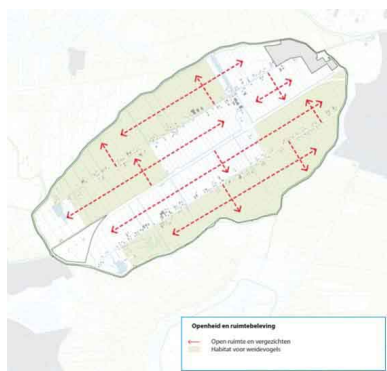 Openheid en ruimtebeleving
Open ruimte en vergezichten
Habitat voor weidevogels